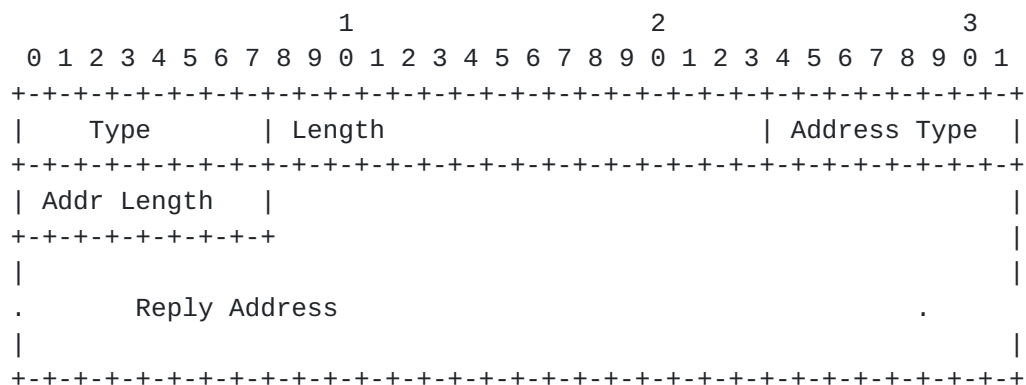 1                   2                   3
 0 1 2 3 4 5 6 7 8 9 0 1 2 3 4 5 6 7 8 9 0 1 2 3 4 5 6 7 8 9 0 1
+-+-+-+-+-+-+-+-+-+-+-+-+-+-+-+-+-+-+-+-+-+-+-+-+-+-+-+-+-+-+-+-+
|    Type       | Length                        | Address Type  |
+-+-+-+-+-+-+-+-+-+-+-+-+-+-+-+-+-+-+-+-+-+-+-+-+-+-+-+-+-+-+-+-+
| Addr Length   |                                               |
+-+-+-+-+-+-+-+-+                                               |
|                                                               |
.       Reply Address                                     .
|                                                               |
+-+-+-+-+-+-+-+-+-+-+-+-+-+-+-+-+-+-+-+-+-+-+-+-+-+-+-+-+-+-+-+-+